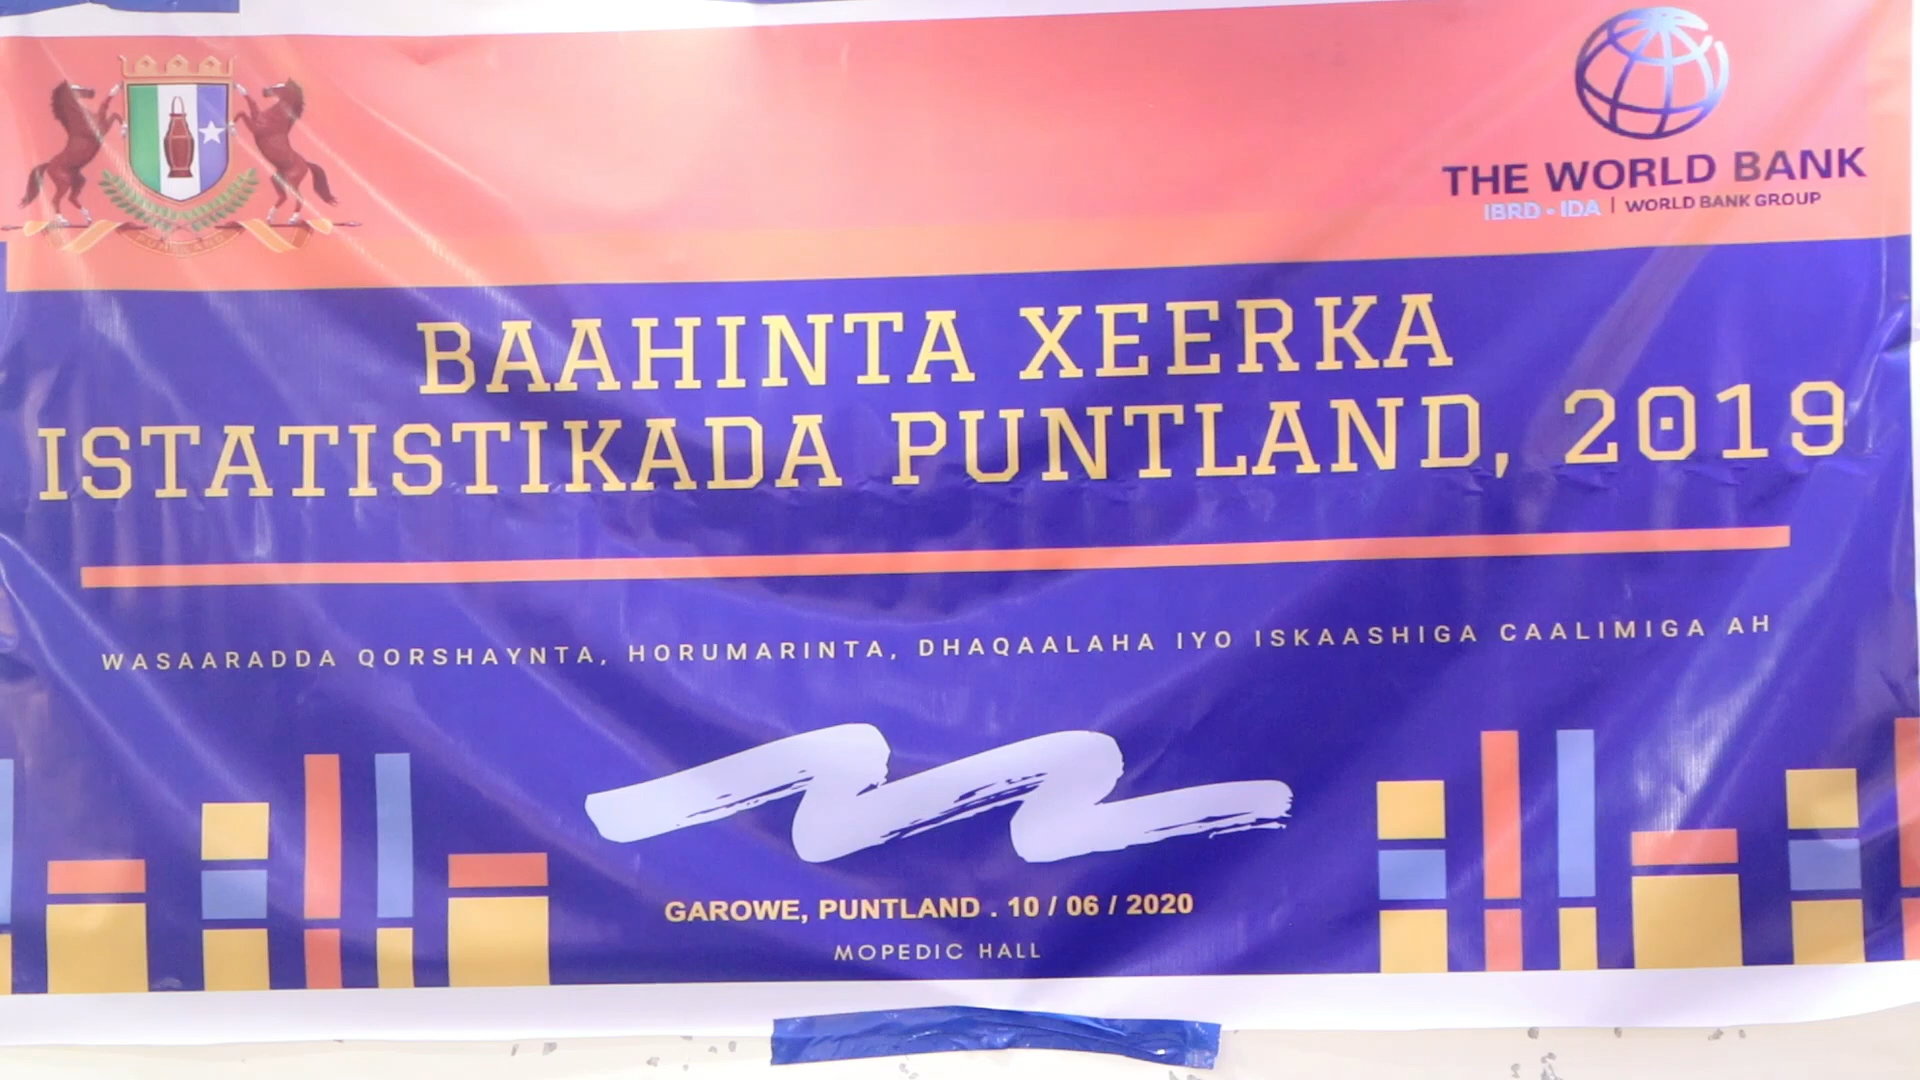 THE WORLD BANK
IBRD • IDA | WORLD BANK GROUP
BAAHINTA XEERKA
ISTATISTIKADA PUNTLAND, 2019
WASAARADDA QORSHAYNTA, HORUMARINTA, DHAQAALAHA IYO ISKAASHIGA CAALIMIGA AH
GAROWE, PUNTLAND . 10 / 06 / 2020
MOPEDIC HALL